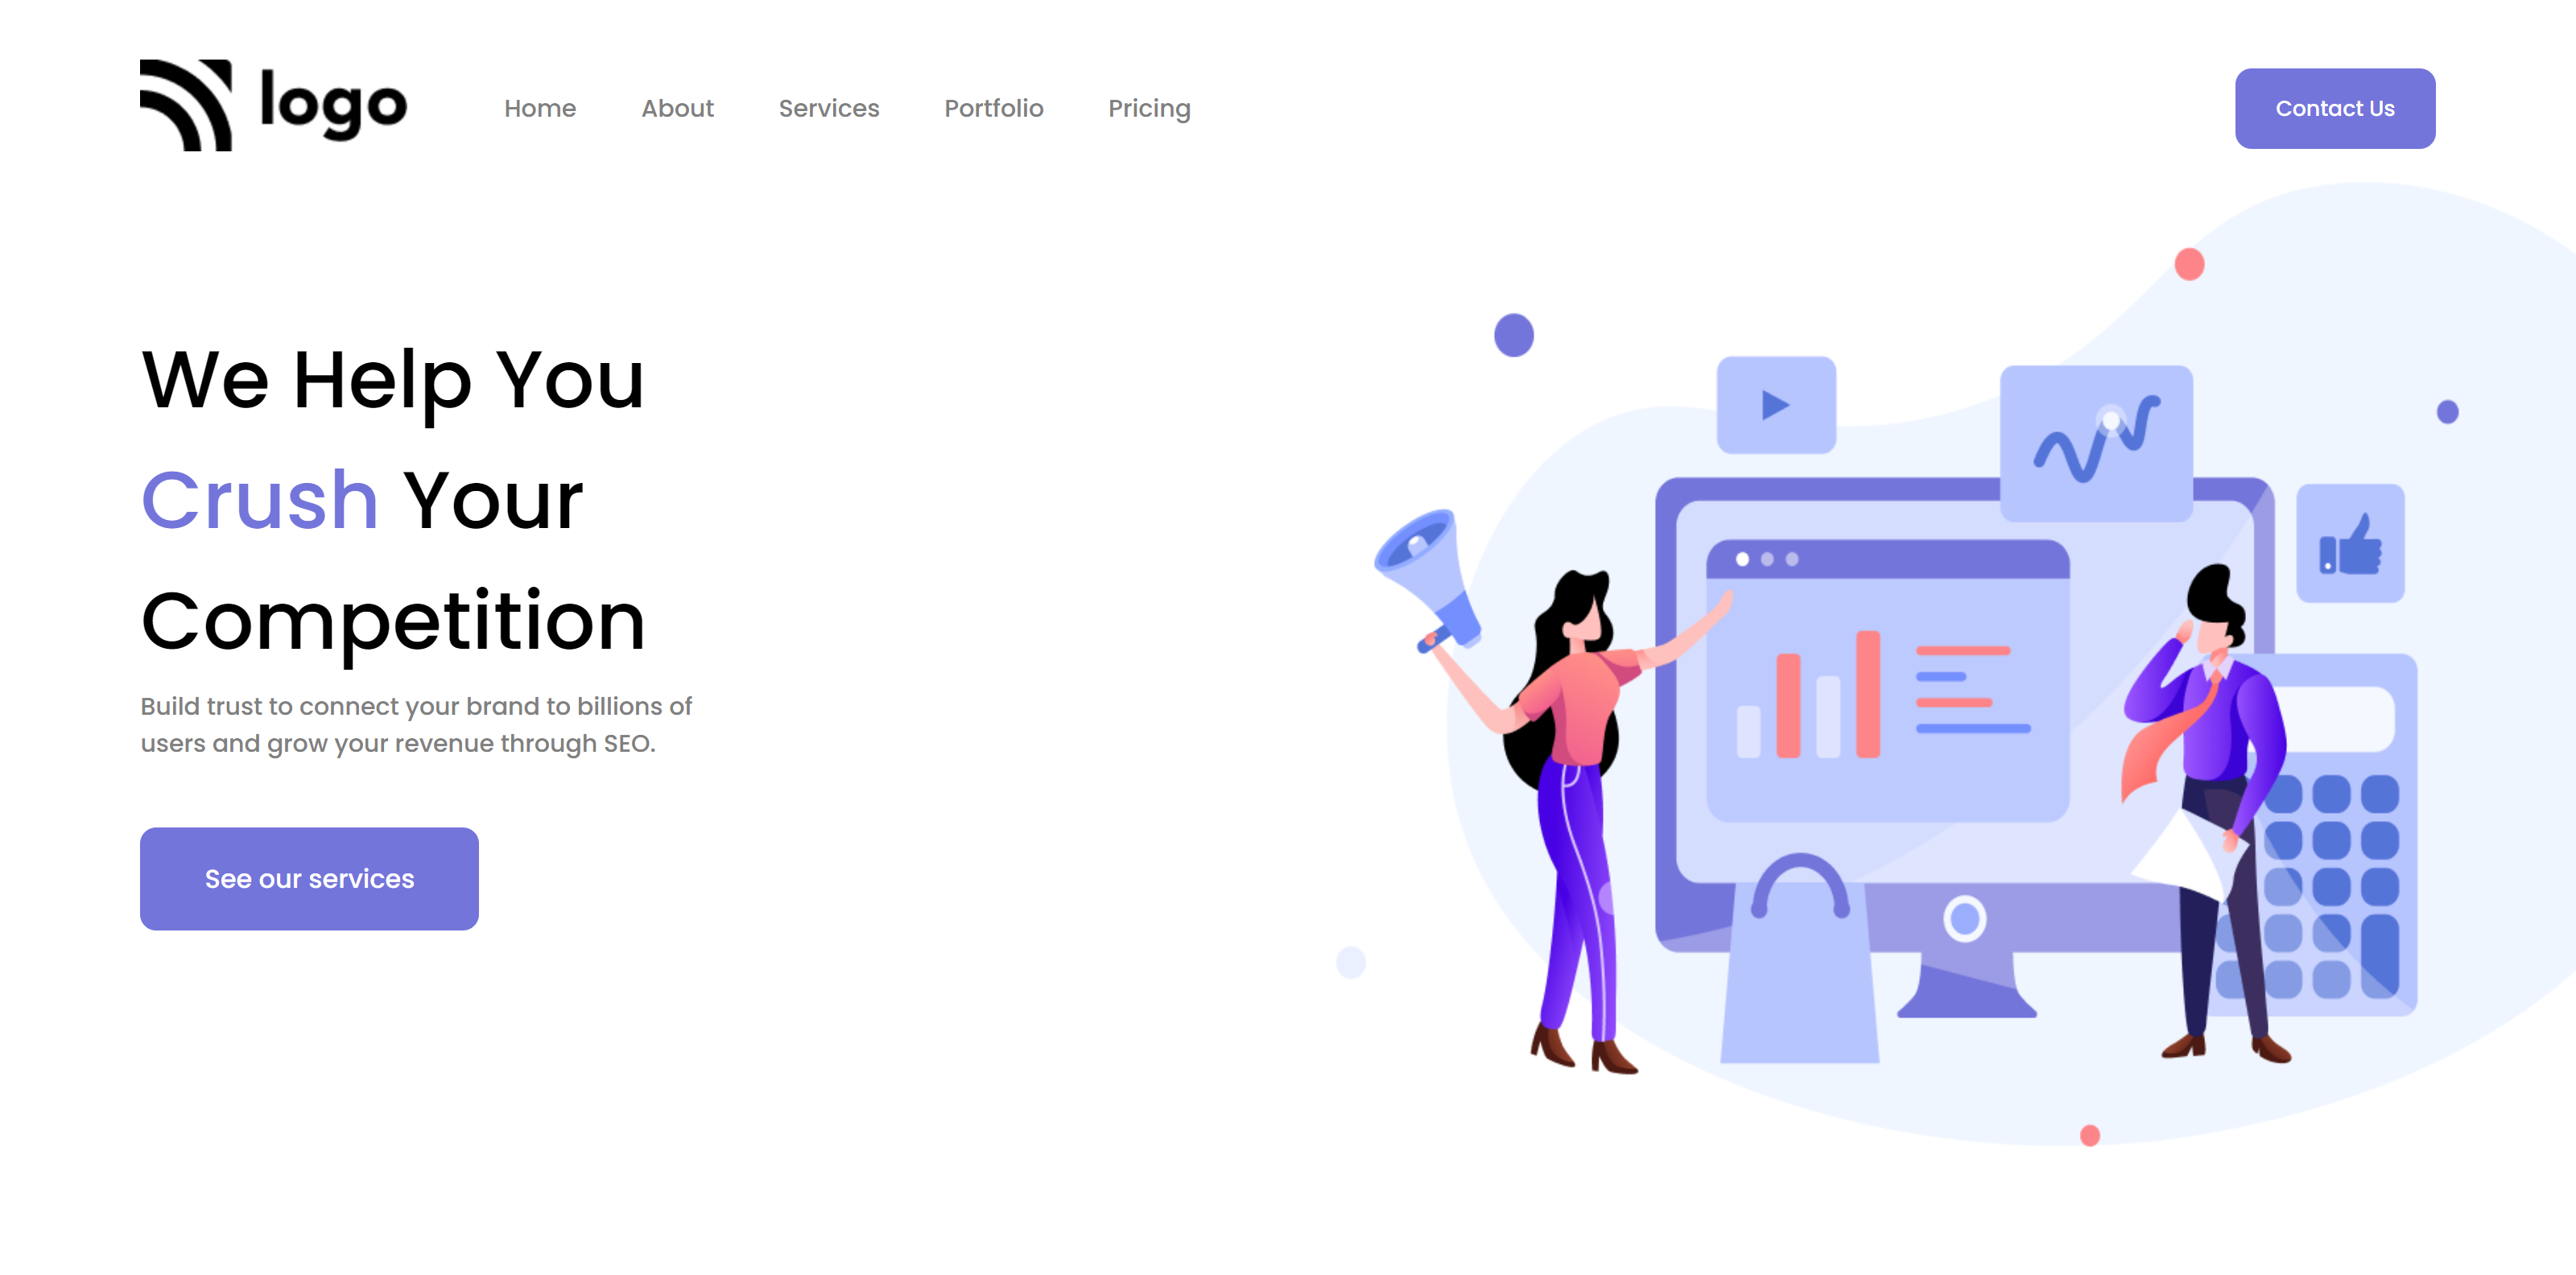 logo
Home About Services Portfolio Pricing
Contact Us
We Help You
Crush Your
Competition
Build trust to connect your brand to billions of
users and grow your revenue through SEO.
See our services